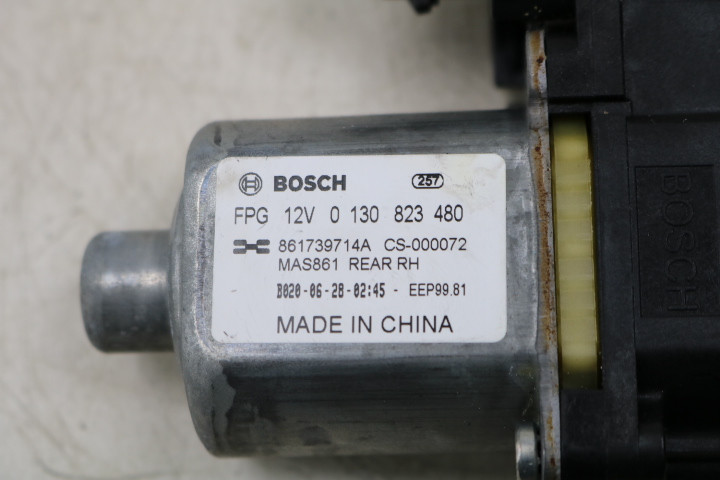 BOSCH 257
FPG 12V 0 130 823 480
861739714A CS-000072
MAS861 REAR RH
B020-06-28-02:45 - EEP99.81
MADE IN CHINA
BOSCH